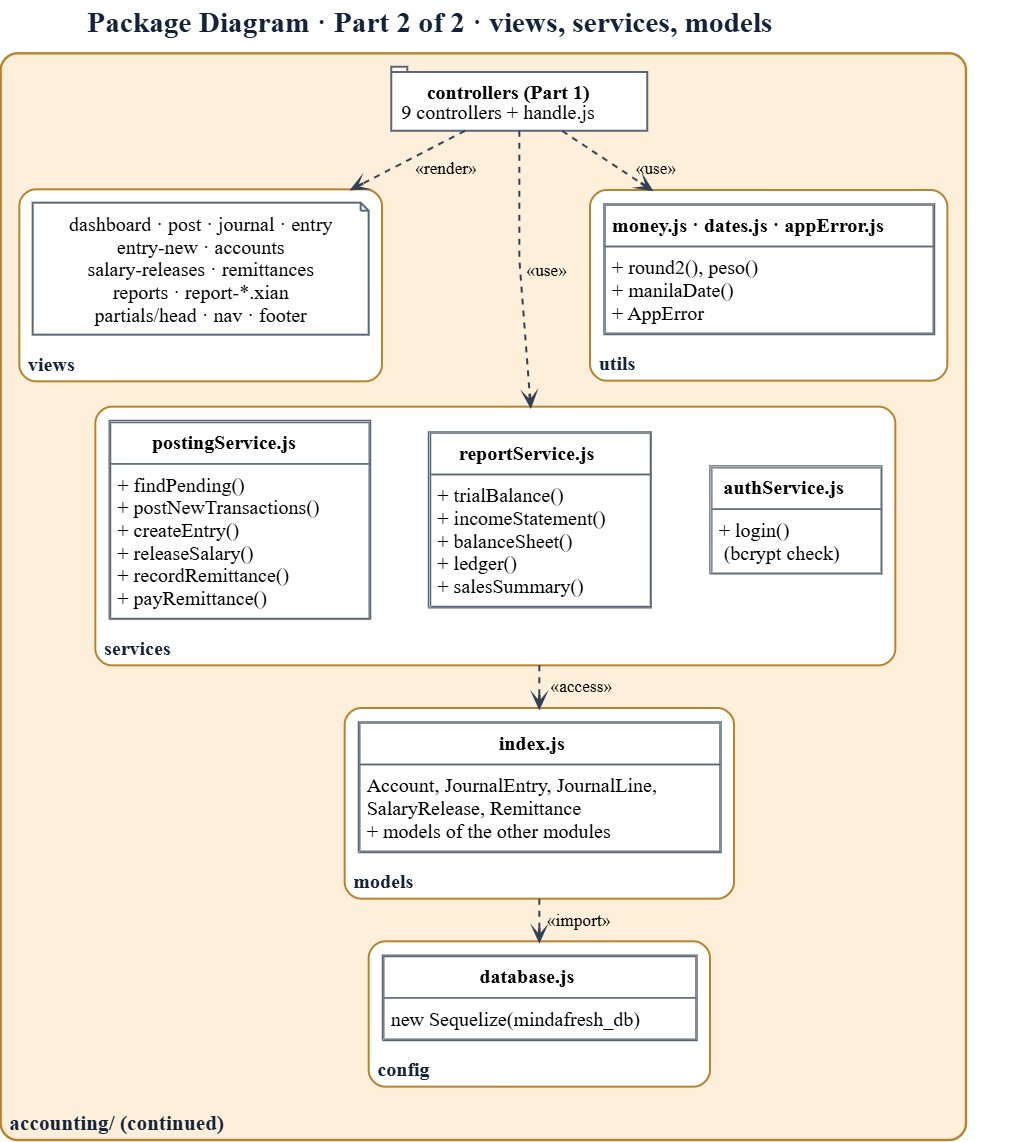 Package Diagram · Part 2 of 2 · views, services, models
controllers (Part 1)
9 controllers + handle.js
«render»
«use»
«use»
dashboard · post · journal · entry
entry-new · accounts
salary-releases · remittances
reports · report-*.xian
partials/head · nav · footer
views
money.js · dates.js · appError.js
+ round2(), peso()
+ manilaDate()
+ AppError
utils
postingService.js
+ findPending()
+ postNewTransactions()
+ createEntry()
+ releaseSalary()
+ recordRemittance()
+ payRemittance()
reportService.js
+ trialBalance()
+ incomeStatement()
+ balanceSheet()
+ ledger()
+ salesSummary()
authService.js
+ login()
(bcrypt check)
services
«access»
index.js
Account, JournalEntry, JournalLine,
SalaryRelease, Remittance
+ models of the other modules
models
«import»
database.js
new Sequelize(mindafresh_db)
config
accounting/ (continued)